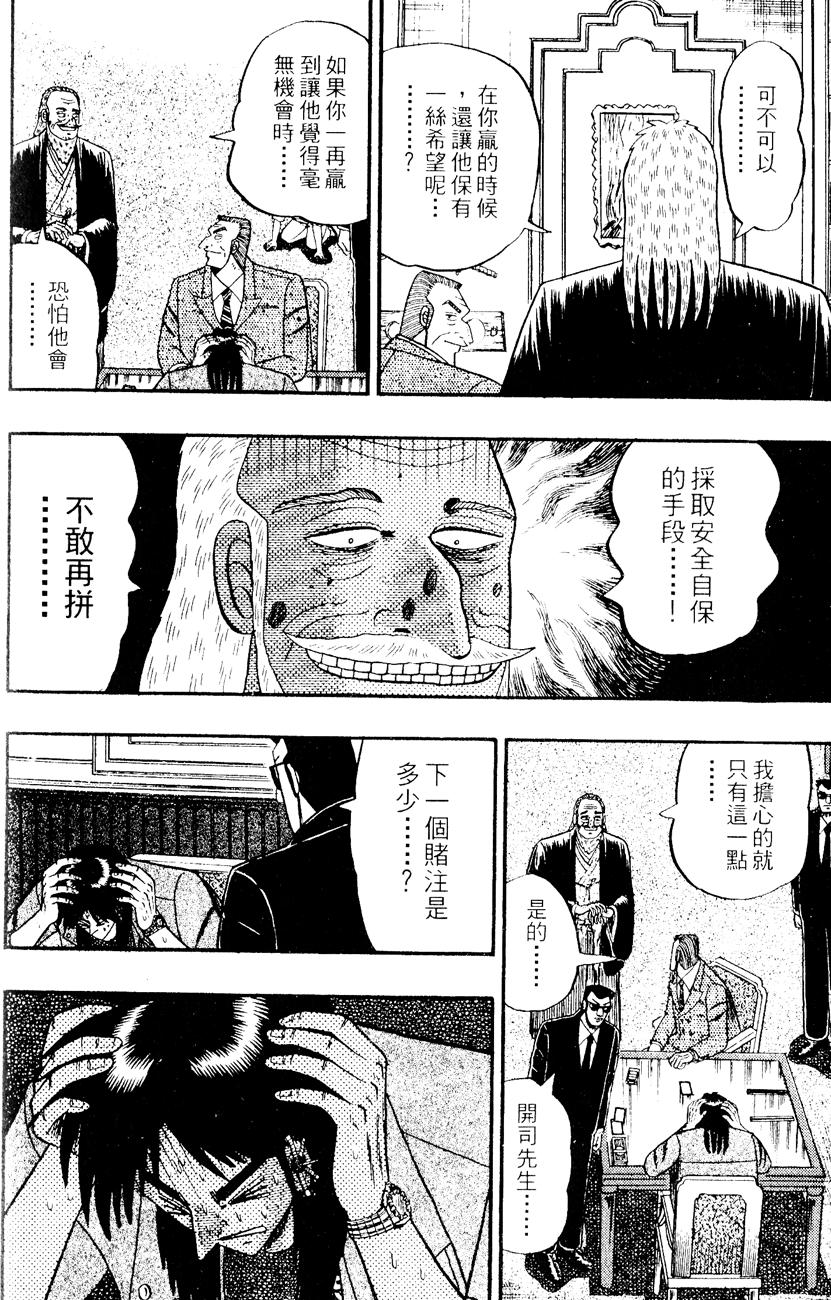 可不可以
………
在你贏的時候
，還讓他保有
一絲希望呢…
………?
如果你一再贏
到讓他覺得毫
無機會時……
恐怕他會
………
採取安全自保
的手段……!
不敢再拼
…………
我擔心的就
只有這一點
………
是的……
開司先生……
下一個賭注是
多少……?